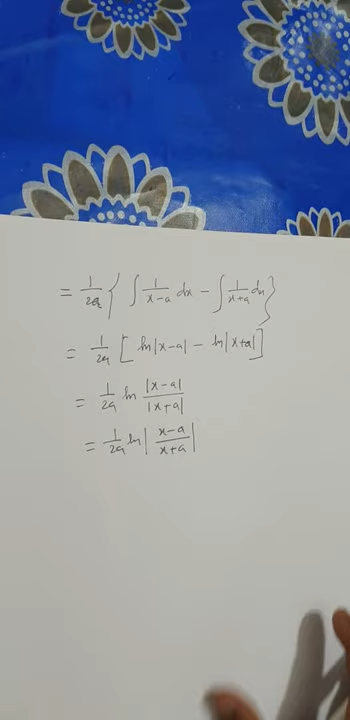 = 1/2a { ∫ 1/(x-a) dx - ∫ 1/(x+a) dx }
= 1/2a [ ln|x-a| - ln|x+a| ]
= 1/2a ln |x-a|/|x+a|
= 1/2a ln | (x-a)/(x+a) |